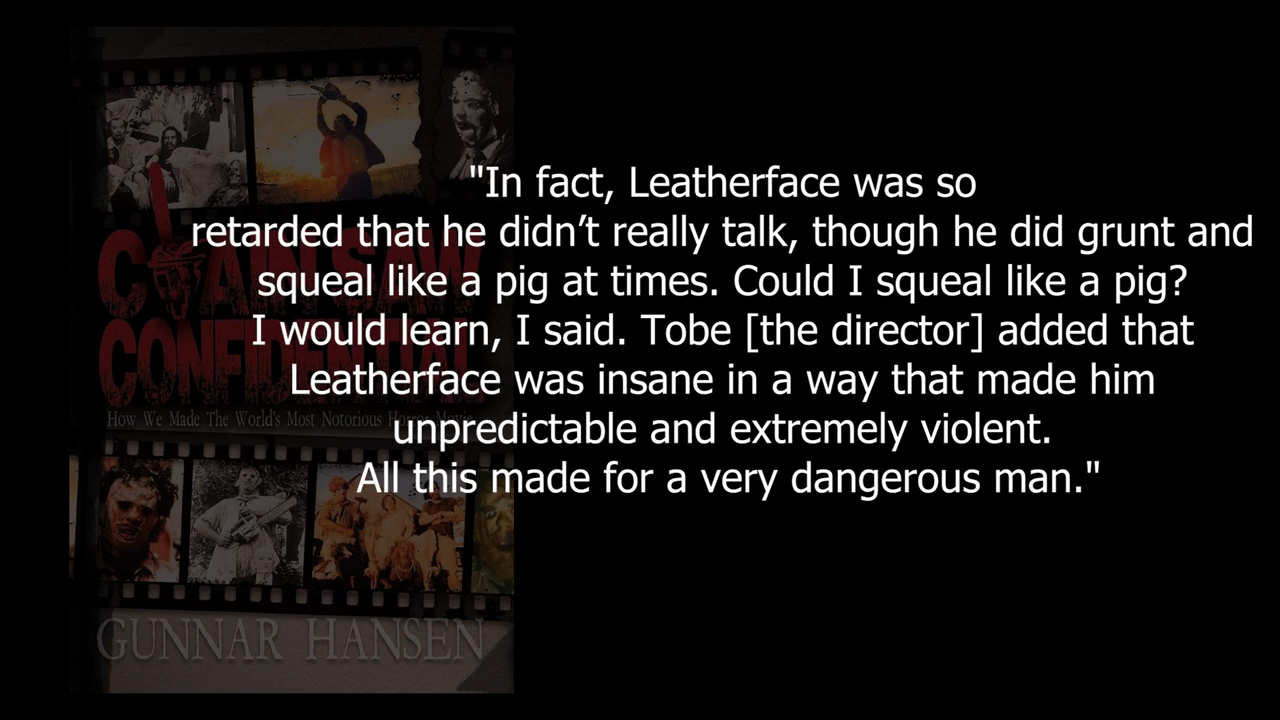 "In fact, Leatherface was so
retarded that he didn’t really talk, though he did grunt and
squeal like a pig at times. Could I squeal like a pig?
I would learn, I said. Tobe [the director] added that
Leatherface was insane in a way that made him
unpredictable and extremely violent.
All this made for a very dangerous man."
CHAIN SAW
CONFIDENTIAL
How We Made The World's Most Notorious Horror Movie
GUNNAR HANSEN